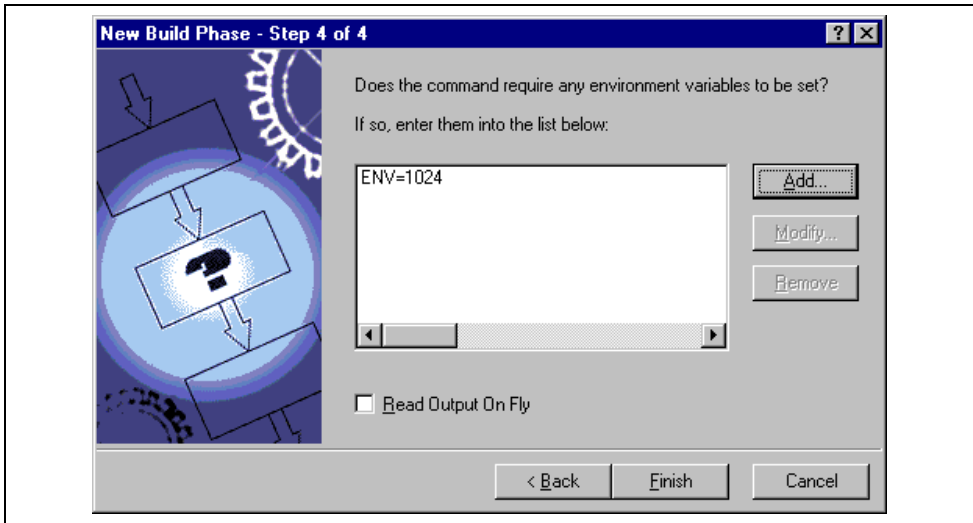 New Build Phase - Step 4 of 4
Does the command require any environment variables to be set?
If so, enter them into the list below:
ENV=1024
Add...
Modify...
Remove
Read Output On Fly
< Back
Finish
Cancel